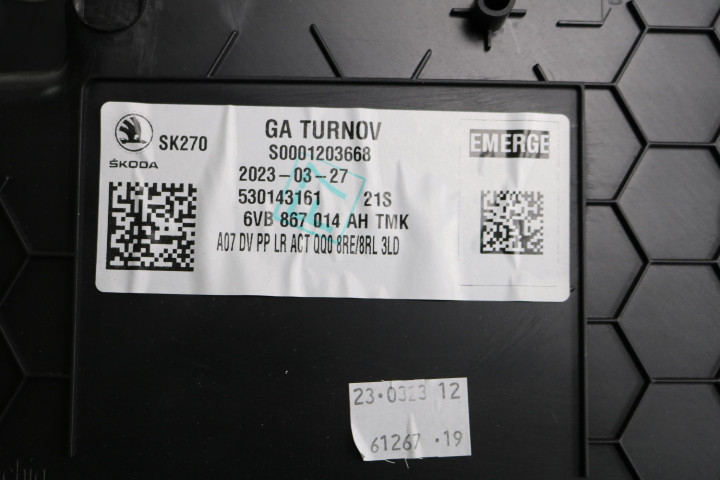 GA TURNOV
SK270
ŠKODA
S0001203668
2023-03-27
530143161 21S
6VB 867 014 AH TMK
A07 DV PP LR ACT QQ0 8RE/8RL 3LD
EMERGE
23.0323 12
61267 .19